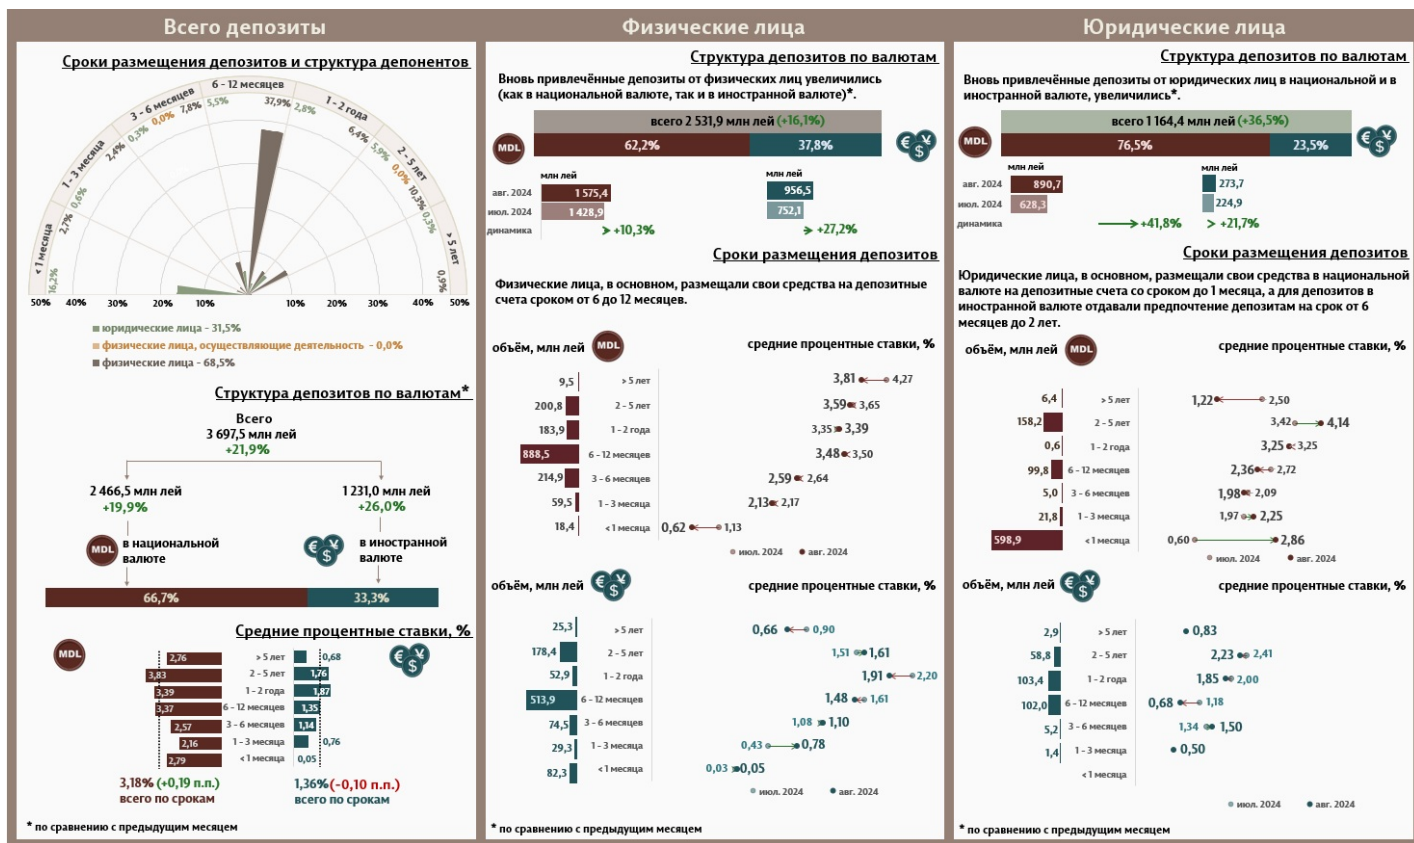 Всего депозиты
Сроки размещения депозитов и структура депонентов
< 1 месяца
1 - 3 месяца
3 - 6 месяцев
6 - 12 месяцев
1 - 2 года
2 - 5 лет
> 5 лет
16,2%
2,7%
0,6%
2,4%
0,3%
0,0%
7,8%
5,5%
37,9%
2,8%
6,4%
5,9%
0,0%
10,3%
0,3%
0,9%
50% 40% 30% 20% 10% 10% 20% 30% 40% 50%
юридические лица - 31,5%
физические лица, осуществляющие деятельность - 0,0%
физические лица - 68,5%
Структура депозитов по валютам*
Всего
3 697,5 млн лей
+21,9%
2 466,5 млн лей 1 231,0 млн лей
+19,9% +26,0%
MDL в национальной валюте
€ ¥ $ в иностранной валюте
66,7% 33,3%
Средние процентные ставки, %
MDL € ¥ $
2,76 > 5 лет 0,68
3,83 2 - 5 лет 1,76
3,39 1 - 2 года 1,87
3,37 6 - 12 месяцев 1,35
2,57 3 - 6 месяцев 1,14
2,16 1 - 3 месяца 0,76
2,79 < 1 месяца 0,05
3,18% (+0,19 п.п.) 1,36% (-0,10 п.п.)
всего по срокам всего по срокам
* по сравнению с предыдущим месяцем
Физические лица
Структура депозитов по валютам
Вновь привлечённые депозиты от физических лиц увеличились
(как в национальной валюте, так и в иностранной валюте)*.
всего 2 531,9 млн лей (+16,1%)
MDL 62,2% 37,8% € ¥ $
млн лей млн лей
авг. 2024 1 575,4 956,5
июл. 2024 1 428,9 752,1
динамика +10,3% +27,2%
Сроки размещения депозитов
Физические лица, в основном, размещали свои средства на депозитные
счета сроком от 6 до 12 месяцев.
объём, млн лей MDL средние процентные ставки, %
9,5 > 5 лет 3,81 4,27
200,8 2 - 5 лет 3,59 3,65
183,9 1 - 2 года 3,35 3,39
888,5 6 - 12 месяцев 3,48 3,50
214,9 3 - 6 месяцев 2,59 2,64
59,5 1 - 3 месяца 2,13 2,17
18,4 < 1 месяца 0,62 1,13
июл. 2024 авг. 2024
объём, млн лей € ¥ $ средние процентные ставки, %
25,3 > 5 лет 0,66 0,90
178,4 2 - 5 лет 1,51 1,61
52,9 1 - 2 года 1,91 2,20
513,9 6 - 12 месяцев 1,48 1,61
74,5 3 - 6 месяцев 1,08 1,10
29,3 1 - 3 месяца 0,43 0,78
82,3 < 1 месяца 0,03 0,05
июл. 2024 авг. 2024
* по сравнению с предыдущим месяцем
Юридические лица
Структура депозитов по валютам
Вновь привлечённые депозиты от юридических лиц в национальной и в
иностранной валюте, увеличились*.
всего 1 164,4 млн лей (+36,5%)
MDL 76,5% 23,5% € ¥ $
млн лей млн лей
авг. 2024 890,7 273,7
июл. 2024 628,3 224,9
динамика +41,8% +21,7%
Сроки размещения депозитов
Юридические лица, в основном, размещали свои средства в национальной
валюте на депозитные счета со сроком до 1 месяца, а для депозитов в
иностранной валюте отдавали предпочтение депозитам на срок от 6
месяцев до 2 лет.
объём, млн лей MDL средние процентные ставки, %
6,4 > 5 лет 1,22 2,50
158,2 2 - 5 лет 3,42 4,14
0,6 1 - 2 года 3,25 3,25
99,8 6 - 12 месяцев 2,36 2,72
5,0 3 - 6 месяцев 1,98 2,09
21,8 1 - 3 месяца 1,97 2,25
598,9 < 1 месяца 0,60 2,86
июл. 2024 авг. 2024
объём, млн лей € ¥ $ средние процентные ставки, %
2,9 > 5 лет 0,83
58,8 2 - 5 лет 2,23 2,41
103,4 1 - 2 года 1,85 2,00
102,0 6 - 12 месяцев 0,68 1,18
5,2 3 - 6 месяцев 1,34 1,50
1,4 1 - 3 месяца 0,50
< 1 месяца
июл. 2024 авг. 2024
* по сравнению с предыдущим месяцем